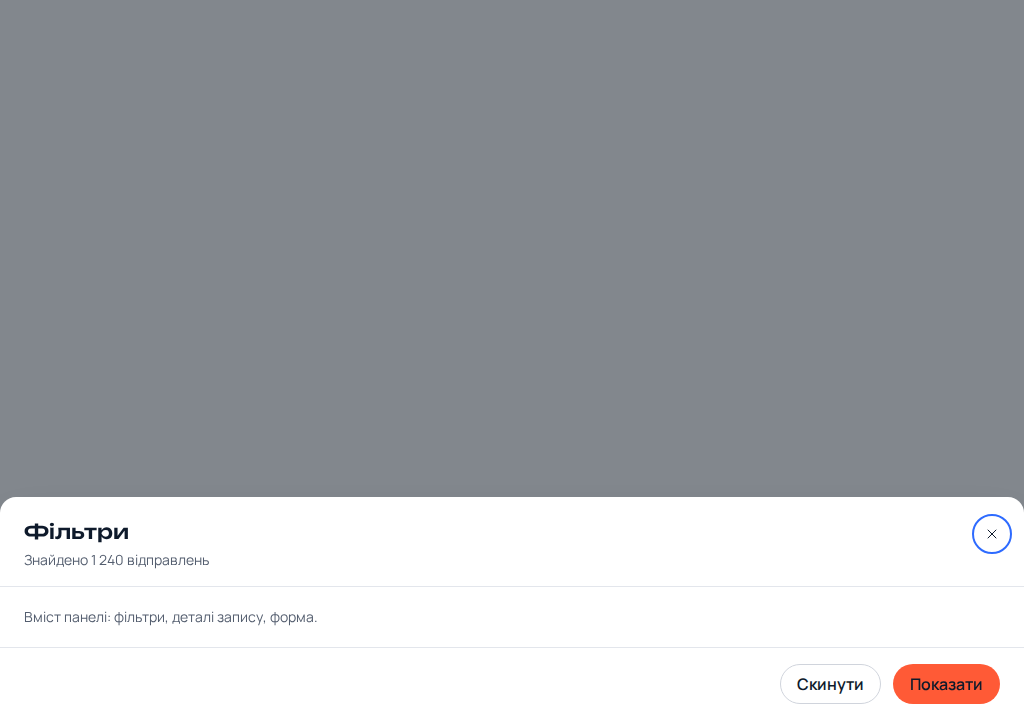 Фільтри
Знайдено 1 240 відправлень
Вміст панелі: фільтри, деталі запису, форма.
Скинути
Показати